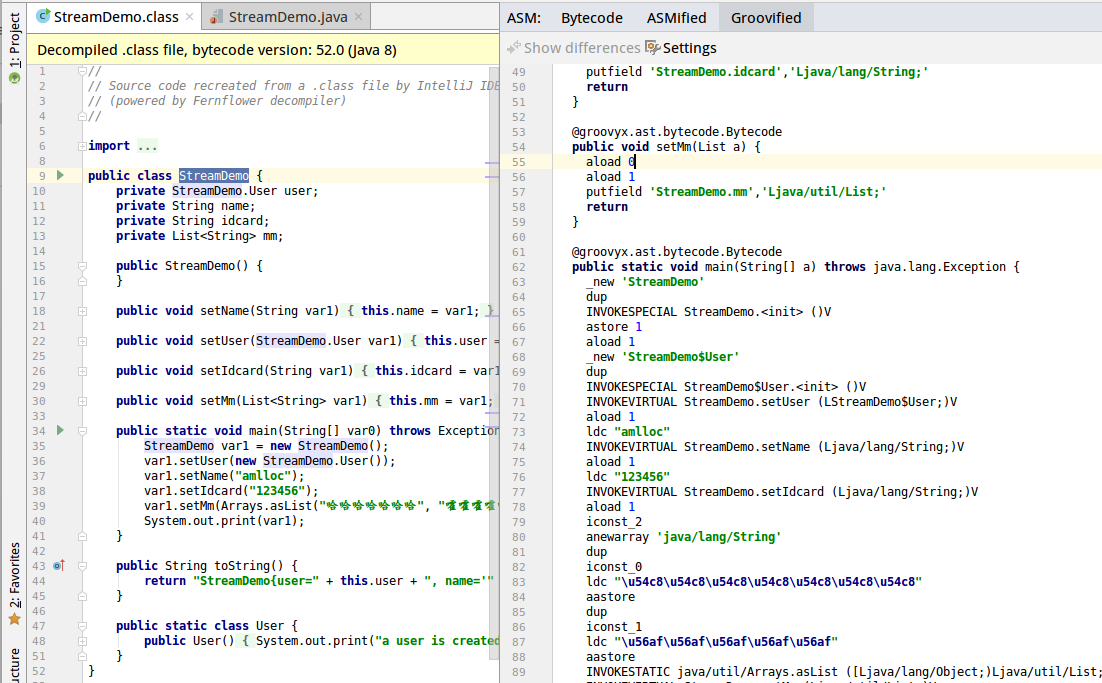 1: Project
2: Favorites
StreamDemo.class
StreamDemo.java
Decompiled .class file, bytecode version: 52.0 (Java 8)
1 //
2 // Source code recreated from a .class file by IntelliJ IDE
3 // (powered by Fernflower decompiler)
4 //
5
6 import ...
8
9 public class StreamDemo {
10 private StreamDemo.User user;
11 private String name;
12 private String idcard;
13 private List<String> mm;
14
15 public StreamDemo() {
16 }
17
18 public void setName(String var1) { this.name = var1; }
21
22 public void setUser(StreamDemo.User var1) { this.user =
25
26 public void setIdcard(String var1) { this.idcard = var1
29
30 public void setMm(List<String> var1) { this.mm = var1;
33
34 public static void main(String[] var0) throws Exception
35 StreamDemo var1 = new StreamDemo();
36 var1.setUser(new StreamDemo.User());
37 var1.setName("amlloc");
38 var1.setIdcard("123456");
39 var1.setMm(Arrays.asList("哈哈哈哈哈哈哈", "嚯嚯嚯嚯
40 System.out.print(var1);
41 }
42
43 public String toString() {
44 return "StreamDemo{user=" + this.user + ", name='"
45 }
46
47 public static class User {
48 public User() { System.out.print("a user is created
51 }
52 }
ASM: Bytecode ASMified Groovified
Show differences Settings
49 putfield 'StreamDemo.idcard','Ljava/lang/String;'
50 return
51 }
52
53 @groovyx.ast.bytecode.Bytecode
54 public void setMm(List a) {
55 aload 0
56 aload 1
57 putfield 'StreamDemo.mm','Ljava/util/List;'
58 return
59 }
60
61 @groovyx.ast.bytecode.Bytecode
62 public static void main(String[] a) throws java.lang.Exception {
63 _new 'StreamDemo'
64 dup
65 INVOKESPECIAL StreamDemo.<init> ()V
66 astore 1
67 aload 1
68 _new 'StreamDemo$User'
69 dup
70 INVOKESPECIAL StreamDemo$User.<init> ()V
71 INVOKEVIRTUAL StreamDemo.setUser (LStreamDemo$User;)V
72 aload 1
73 ldc "amlloc"
74 INVOKEVIRTUAL StreamDemo.setName (Ljava/lang/String;)V
75 aload 1
76 ldc "123456"
77 INVOKEVIRTUAL StreamDemo.setIdcard (Ljava/lang/String;)V
78 aload 1
79 iconst_2
80 anewarray 'java/lang/String'
81 dup
82 iconst_0
83 ldc "\u54c8\u54c8\u54c8\u54c8\u54c8\u54c8\u54c8"
84 aastore
85 dup
86 iconst_1
87 ldc "\u56af\u56af\u56af\u56af\u56af"
88 aastore
89 INVOKESTATIC java/util/Arrays.asList ([Ljava/lang/Object;)Ljava/util/List;